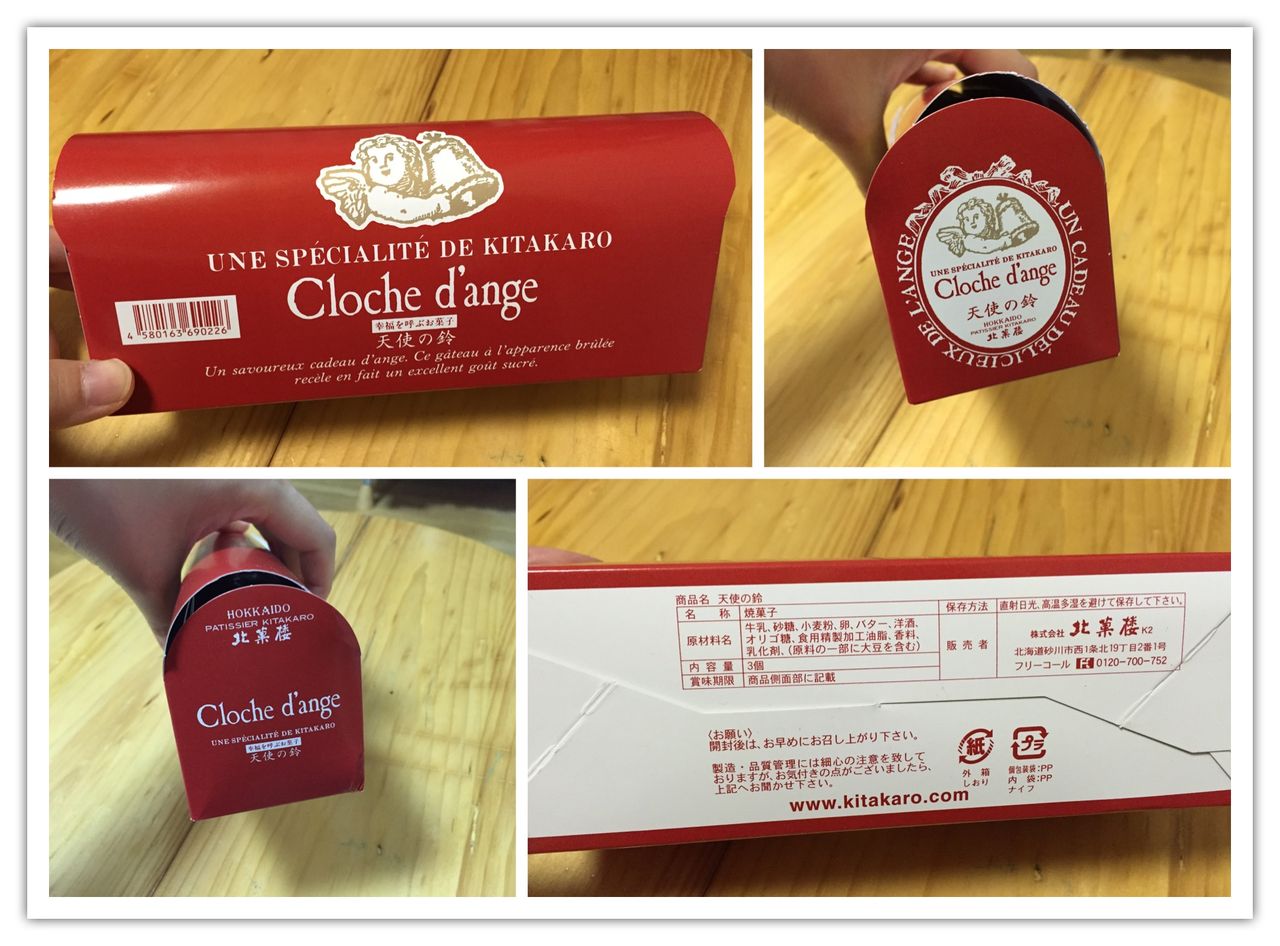 UNE SPÉCIALITÉ DE KITAKARO
Cloche d'ange
幸福を呼ぶお菓子
天使の鈴
Un savoureux cadeau d'ange. Ce gâteau à l'apparence brûlée
recèle en fait un excellent goût sucré.
4 580163 690226
UN CADEAU DÉLICIEUX DE L'ANGE
UNE SPÉCIALITÉ DE KITAKARO
Cloche d'ange
天使の鈴
HOKKAIDO
PATISSIER KITAKARO
北菓楼
HOKKAIDO
PATISSIER KITAKARO
北菓楼
Cloche d'ange
UNE SPÉCIALITÉ DE KITAKARO
幸福を呼ぶお菓子
天使の鈴
商品名 天使の鈴
名 称 焼菓子
原材料名 牛乳、砂糖、小麦粉、卵、バター、洋酒、
オリゴ糖、食用精製加工油脂、香料、
乳化剤、(原料の一部に大豆を含む)
内 容 量 3個
賞味期限 商品側面部に記載
保存方法 直射日光、高温多湿を避けて保存して下さい。
販 売 者 株式会社 北菓楼 K2
北海道砂川市西1条北19丁目2番1号
フリーコール 0120-700-752
〈お願い〉
開封後は、お早めにお召し上がり下さい。
製造・品質管理には細心の注意を致して
おりますが、お気付きの点がございましたら、
上記へお聞かせ下さい。
www.kitakaro.com
紙
外 箱
しおり
プラ
個包装袋:PP
内 袋:PP
ナイフ